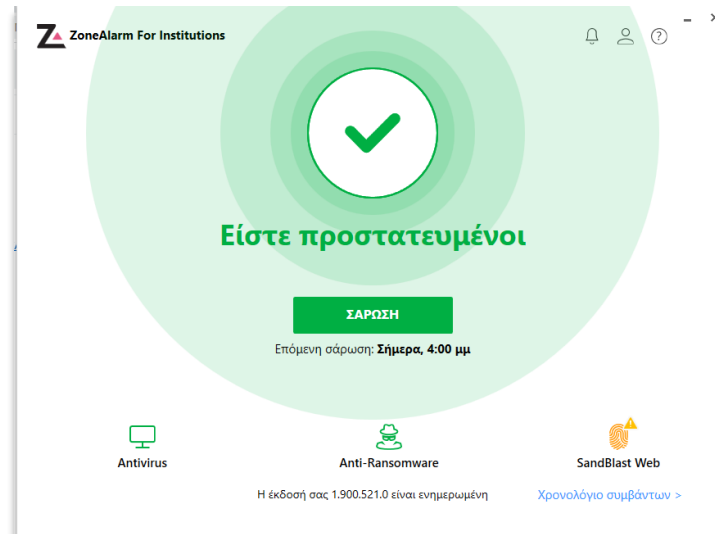 ZoneAlarm For Institutions
Είστε προστατευμένοι
ΣΑΡΩΣΗ
Επόμενη σάρωση: Σήμερα, 4:00 μμ
Antivirus
Anti-Ransomware
SandBlast Web
Η έκδοσή σας 1.900.521.0 είναι ενημερωμένη
Χρονολόγιο συμβάντων >